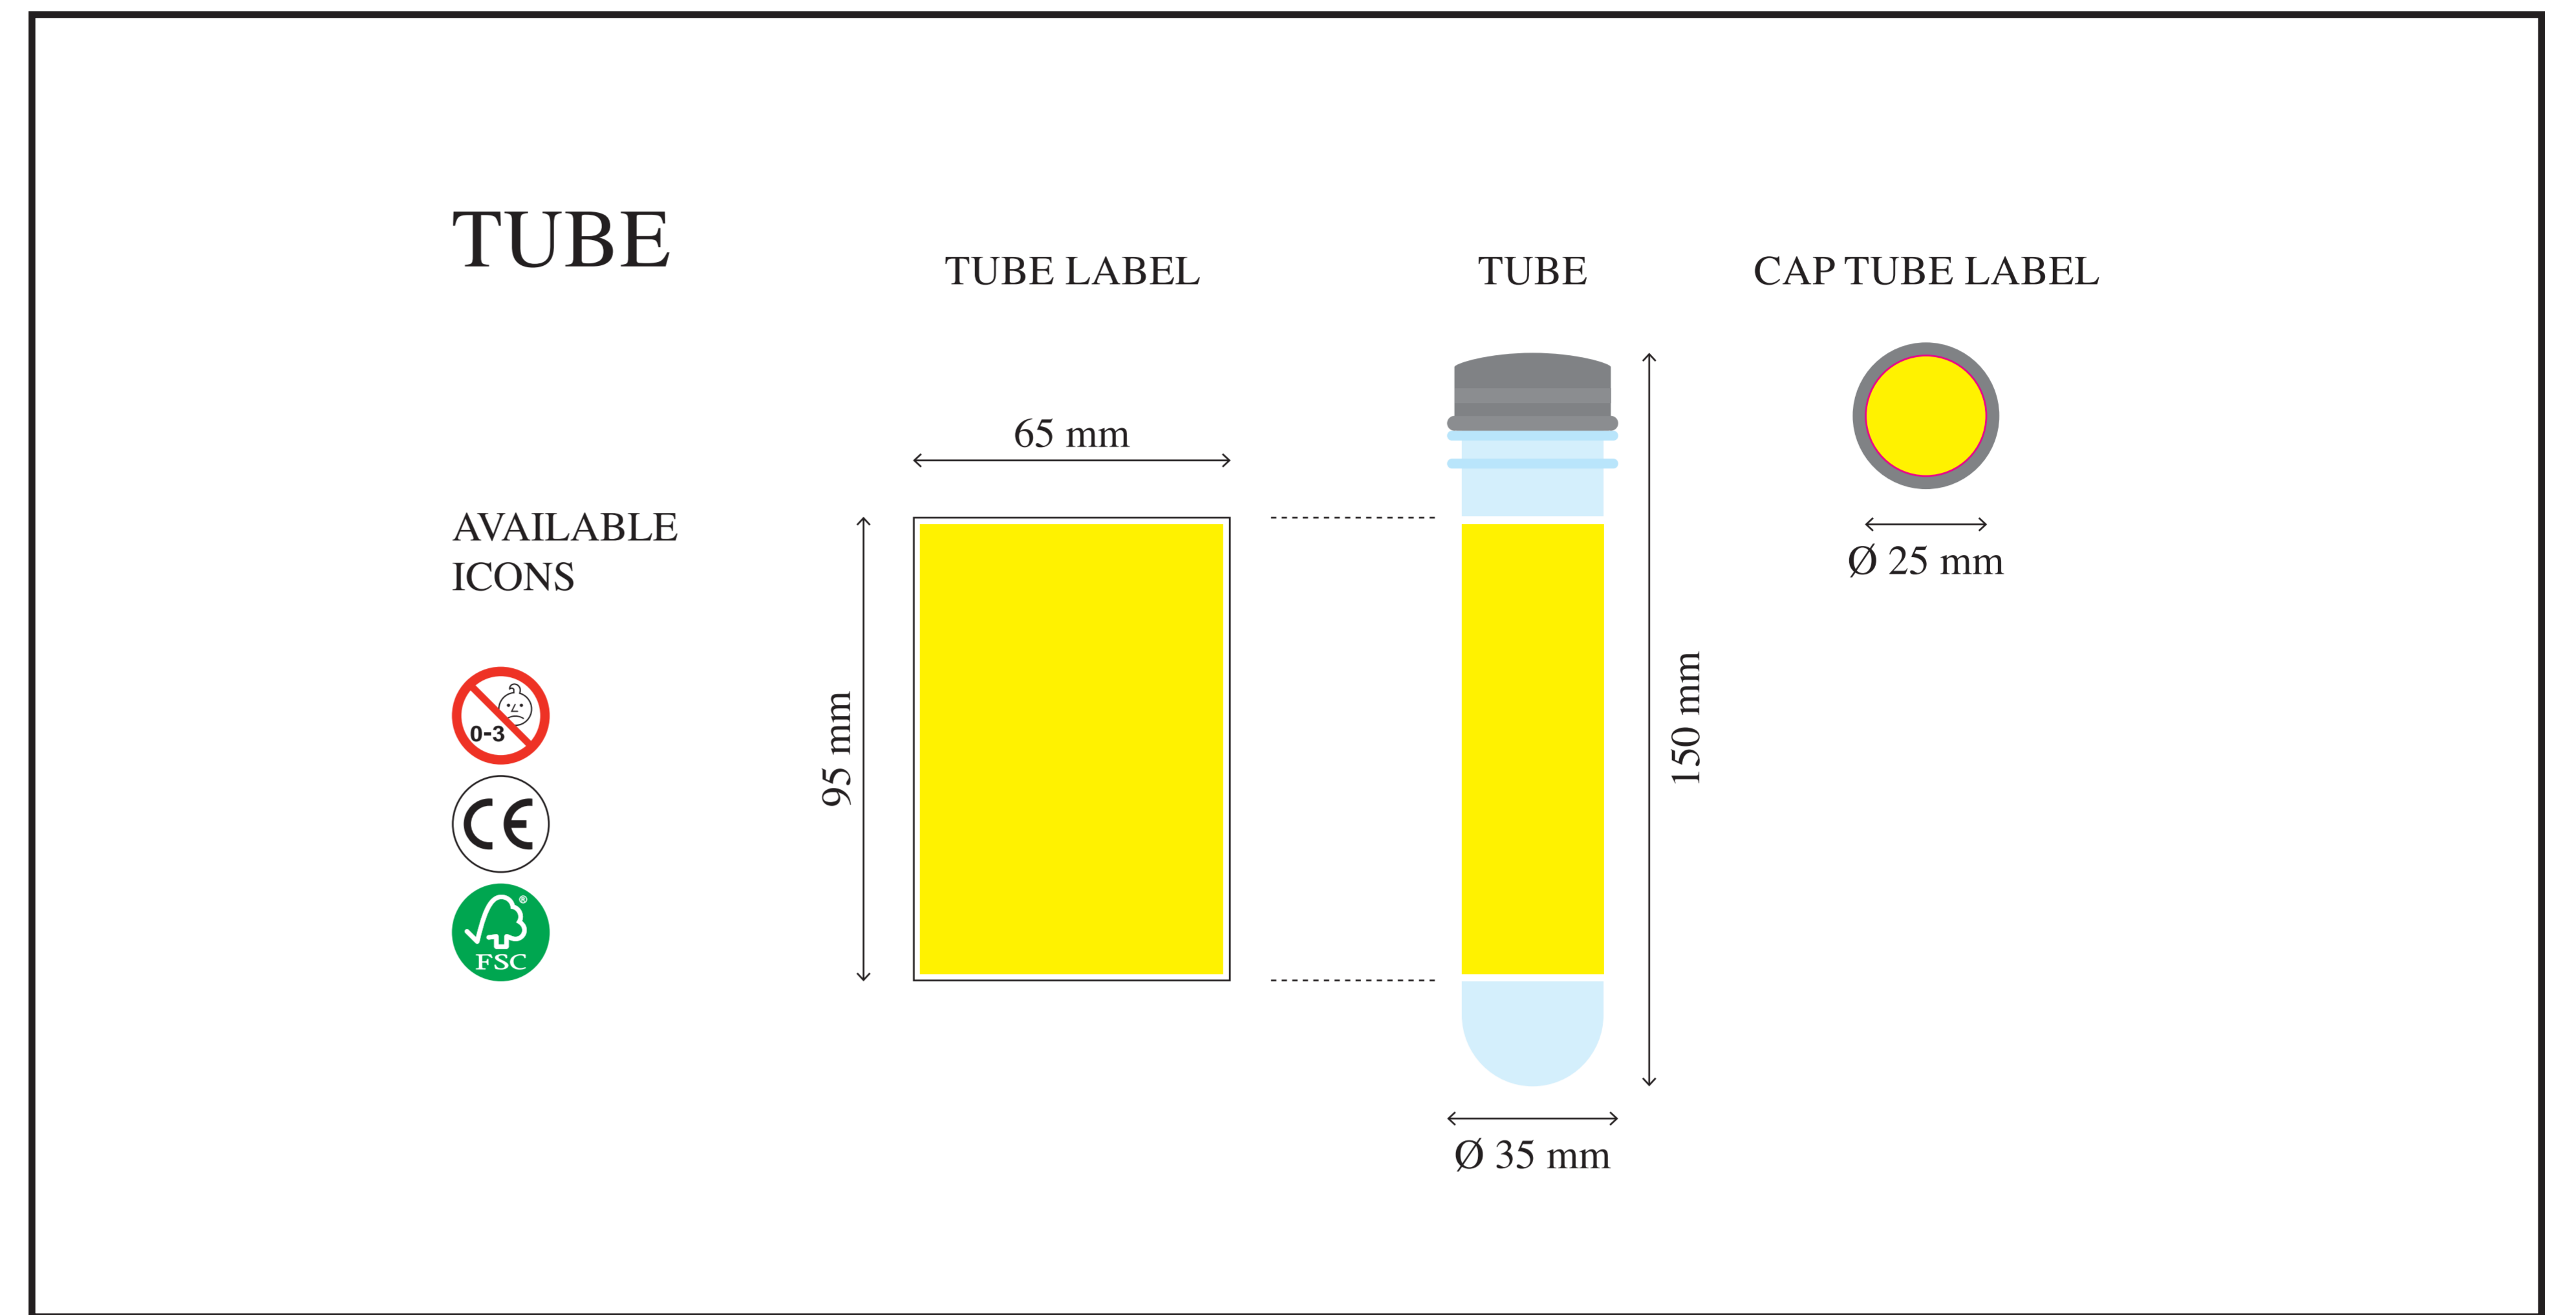 TUBE
TUBE LABEL
TUBE
CAP TUBE LABEL
65 mm
95 mm
150 mm
Ø 25 mm
Ø 35 mm
AVAILABLE
ICONS
0-3
CE
®
FSC